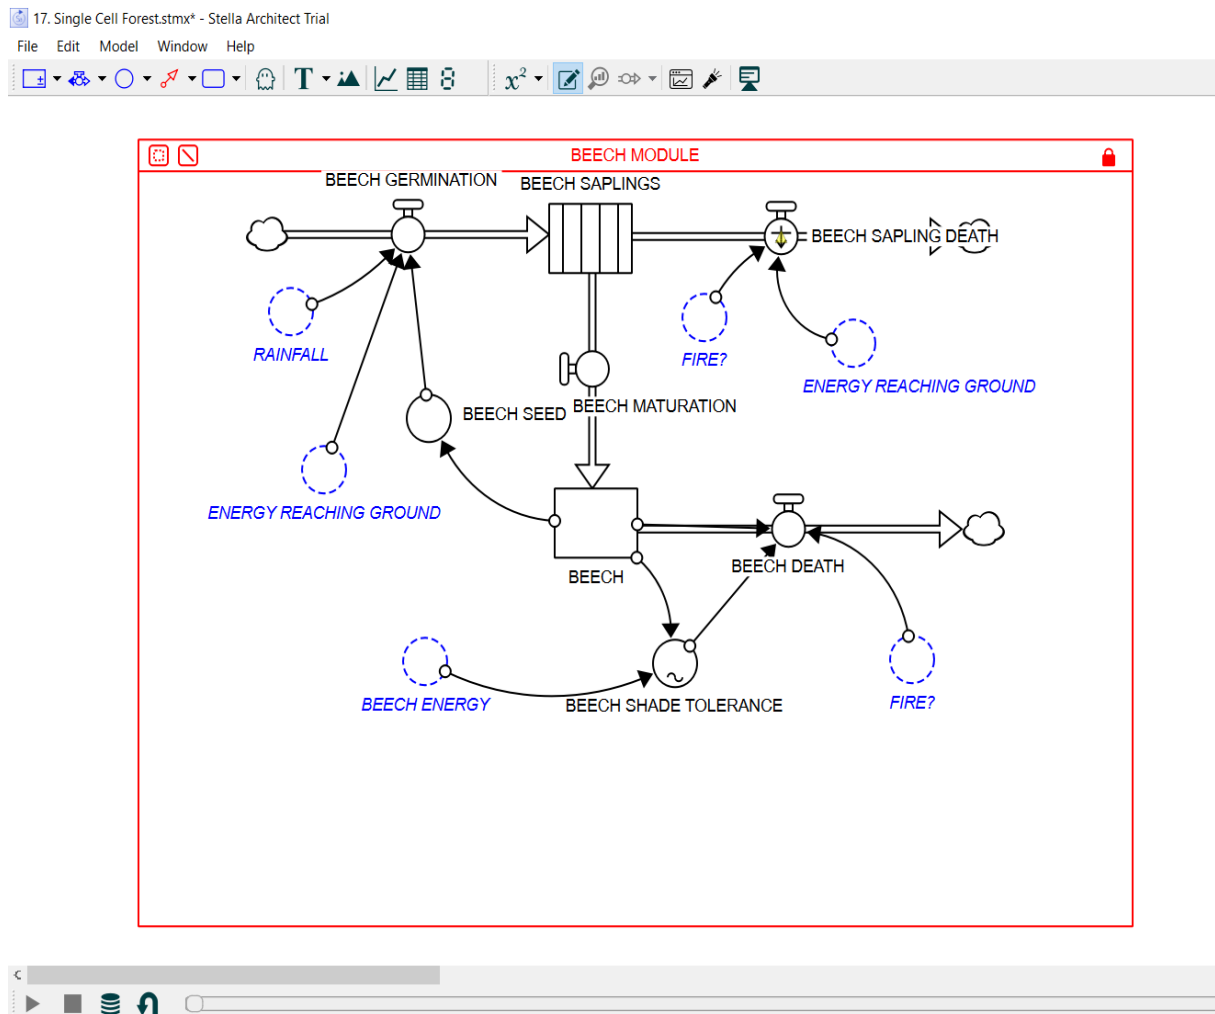 17. Single Cell Forest.stmx* - Stella Architect Trial
File Edit Model Window Help
T x²
BEECH MODULE
BEECH GERMINATION BEECH SAPLINGS
BEECH SAPLING DEATH
RAINFALL
FIRE?
ENERGY REACHING GROUND
BEECH SEED BEECH MATURATION
ENERGY REACHING GROUND
BEECH DEATH
BEECH
BEECH ENERGY
BEECH SHADE TOLERANCE
FIRE?